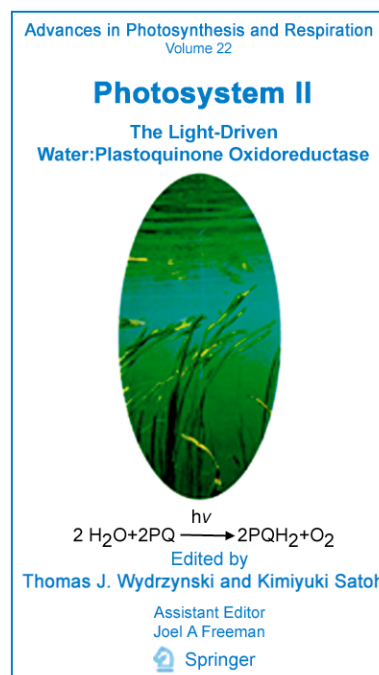 Advances in Photosynthesis and Respiration
Volume 22
Photosystem II
The Light-Driven
Water:Plastoquinone Oxidoreductase
hν
2 H₂O+2PQ ⟶ 2PQH₂+O₂
Edited by
Thomas J. Wydrzynski and Kimiyuki Satoh
Assistant Editor
Joel A Freeman
Springer